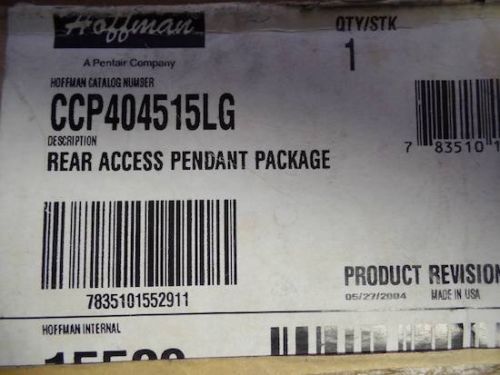 Hoffman
QTY/STK
A Pentair Company
1
HOFFMAN CATALOG NUMBER
CCP404515LG
DESCRIPTION
REAR ACCESS PENDANT PACKAGE
7 83510 1
7835101552911
PRODUCT REVISION
05/27/2004 MADE IN USA
HOFFMAN INTERNAL